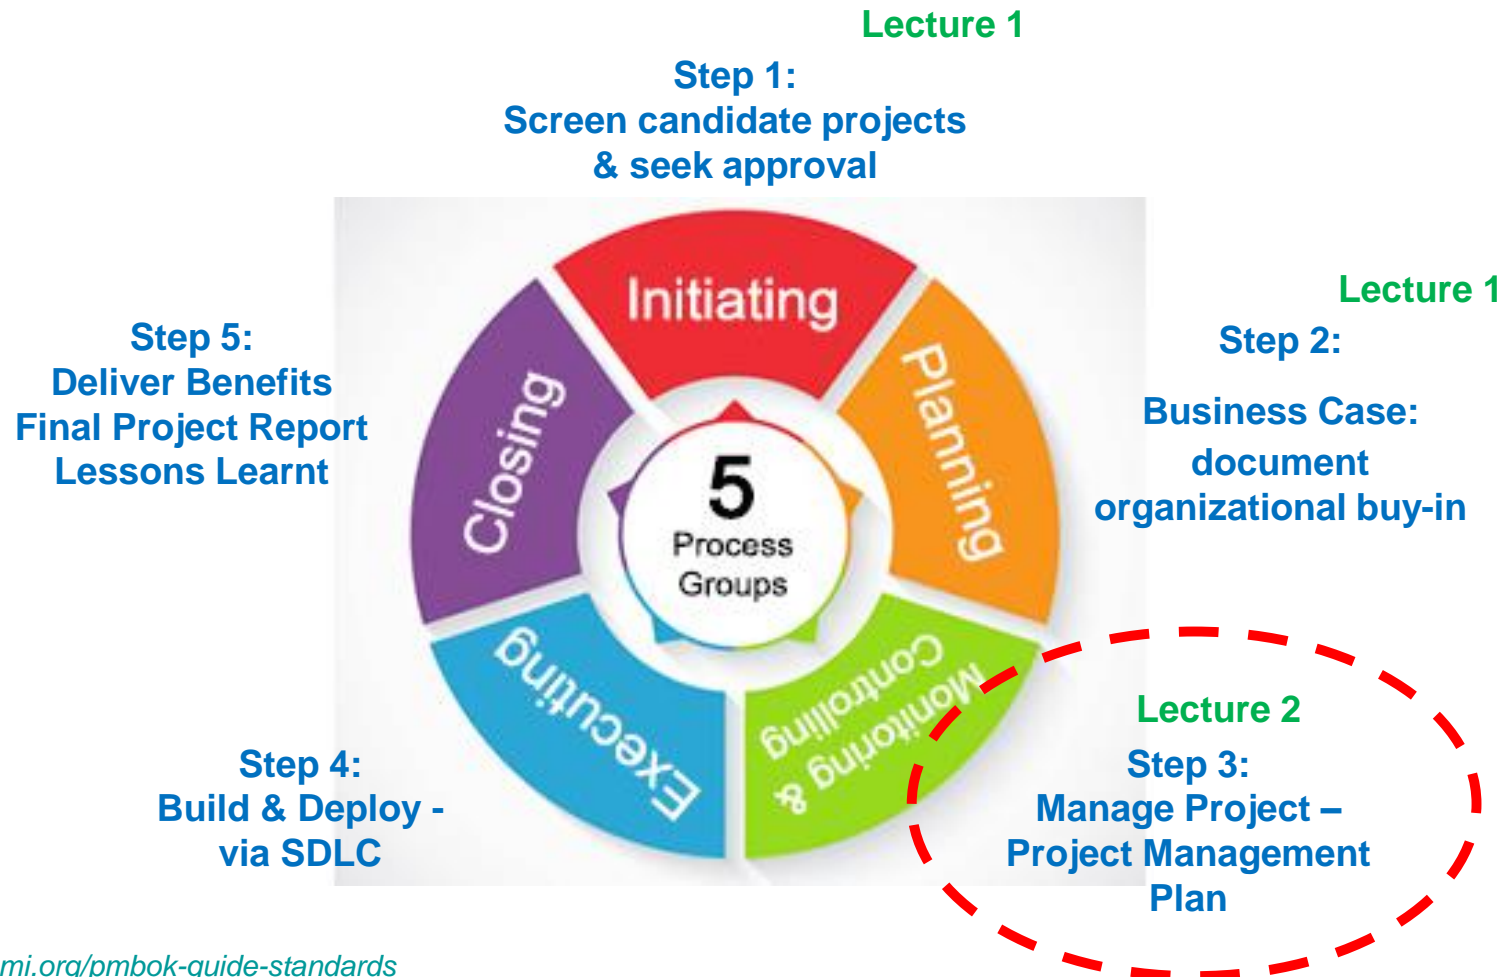 Lecture 1
Step 1:
Screen candidate projects
& seek approval
Initiating
Lecture 1
Step 2:
Business Case:
document
organizational buy-in
Planning
Step 5:
Deliver Benefits
Final Project Report
Lessons Learnt
Closing
5
Process
Groups
Monitoring &
Controlling
Lecture 2
Step 3:
Manage Project –
Project Management
Plan
Executing
Step 4:
Build & Deploy -
via SDLC
mi.org/pmbok-guide-standards